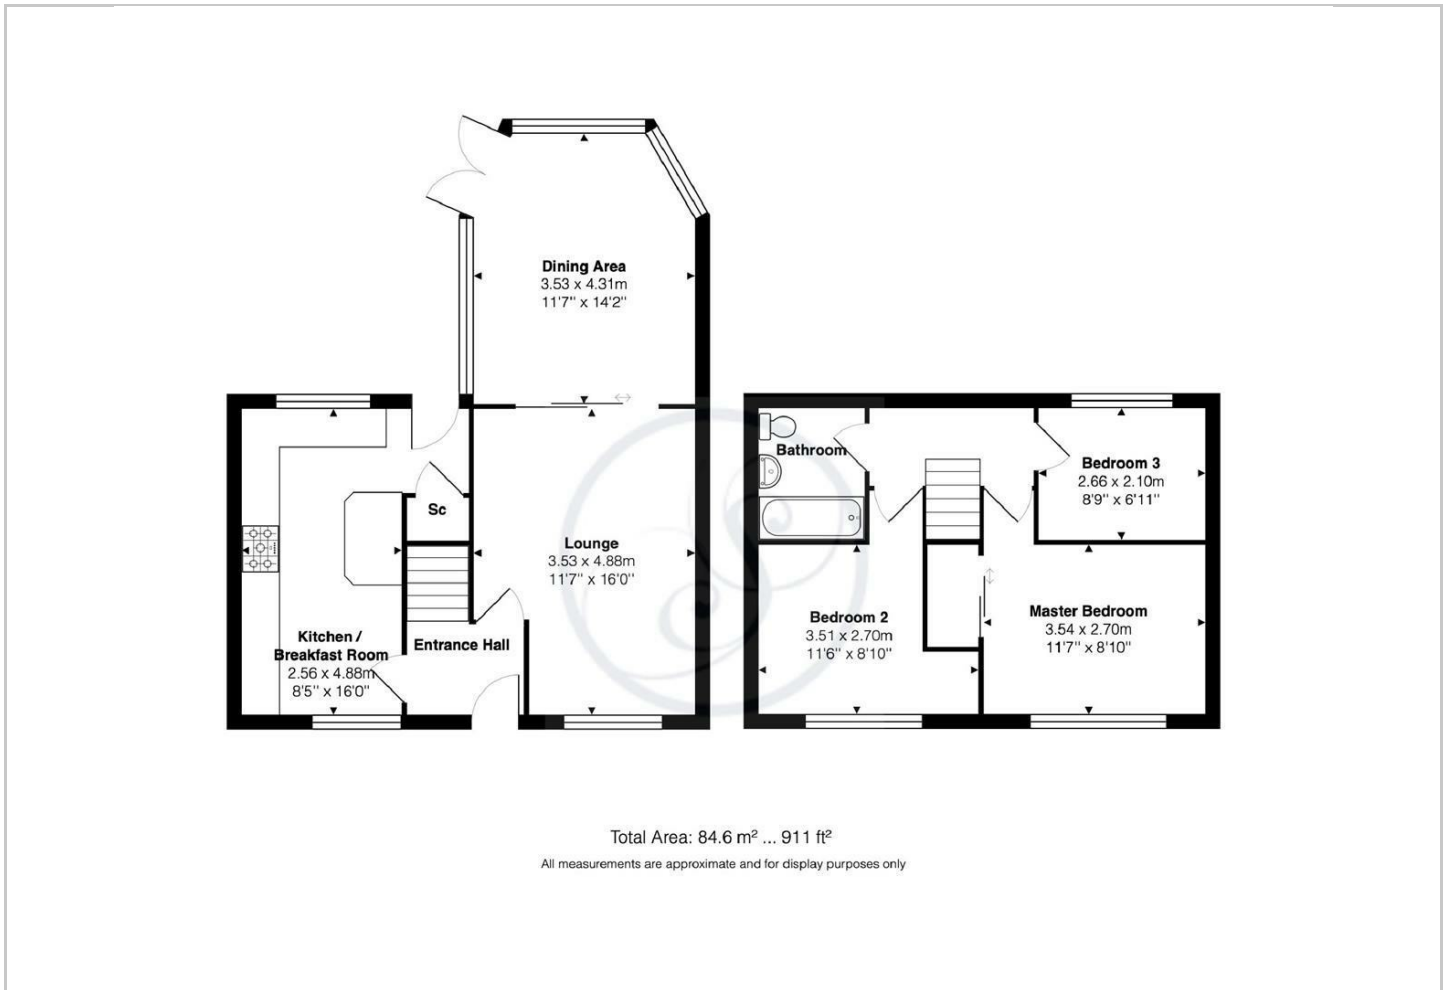 Dining Area
3.53 x 4.31m
11'7" x 14'2"
Bathroom
Bedroom 3
2.66 x 2.10m
8'9" x 6'11"
Sc
Lounge
3.53 x 4.88m
11'7" x 16'0"
Kitchen /
Breakfast Room
2.56 x 4.88m
8'5" x 16'0"
Entrance Hall
Bedroom 2
3.51 x 2.70m
11'6" x 8'10"
Master Bedroom
3.54 x 2.70m
11'7" x 8'10"
Total Area: 84.6 m² ... 911 ft²
All measurements are approximate and for display purposes only